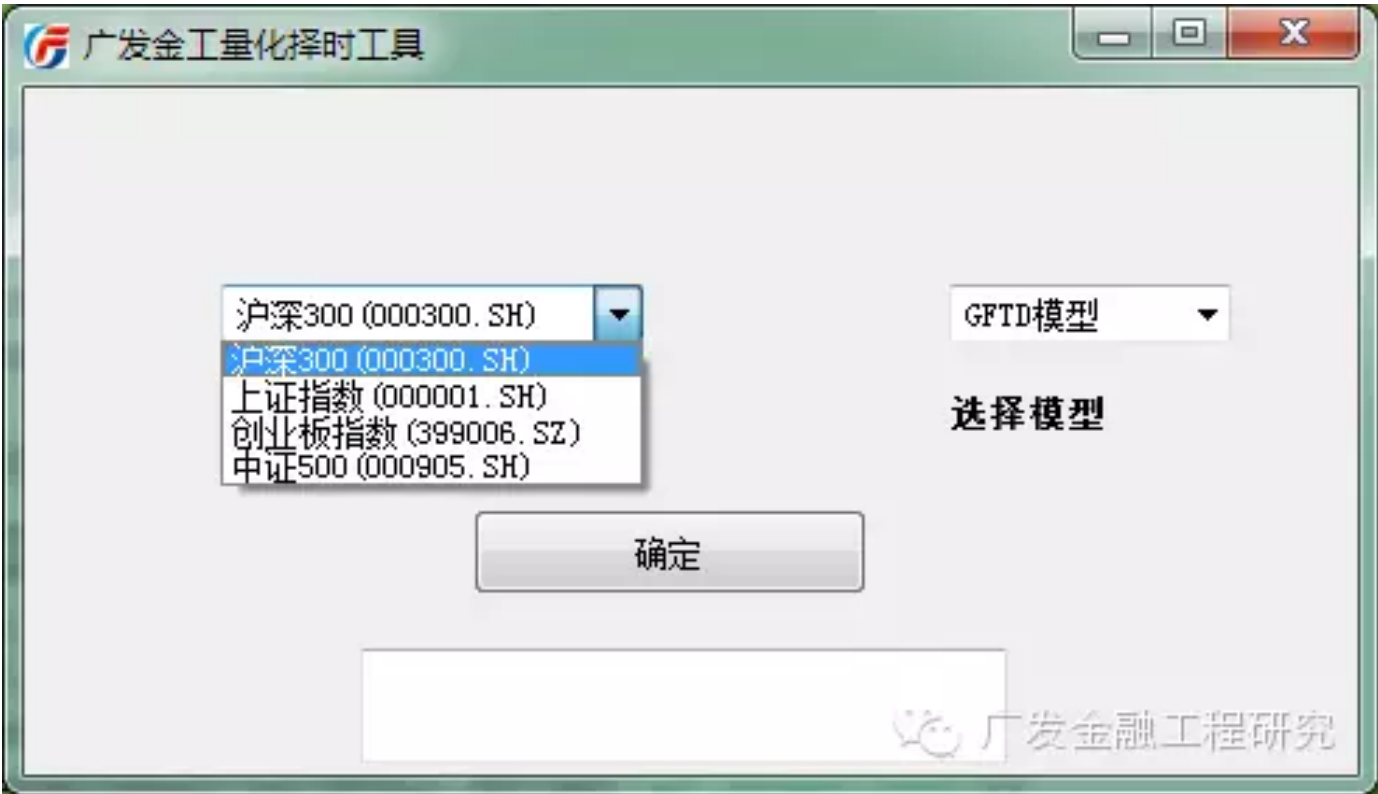 广发金工量化择时工具
沪深300(000300.SH)
沪深300(000300.SH)
上证指数(000001.SH)
创业板指数(399006.SZ)
中证500(000905.SH)
GFTD模型
选择模型
确定
广发金融工程研究